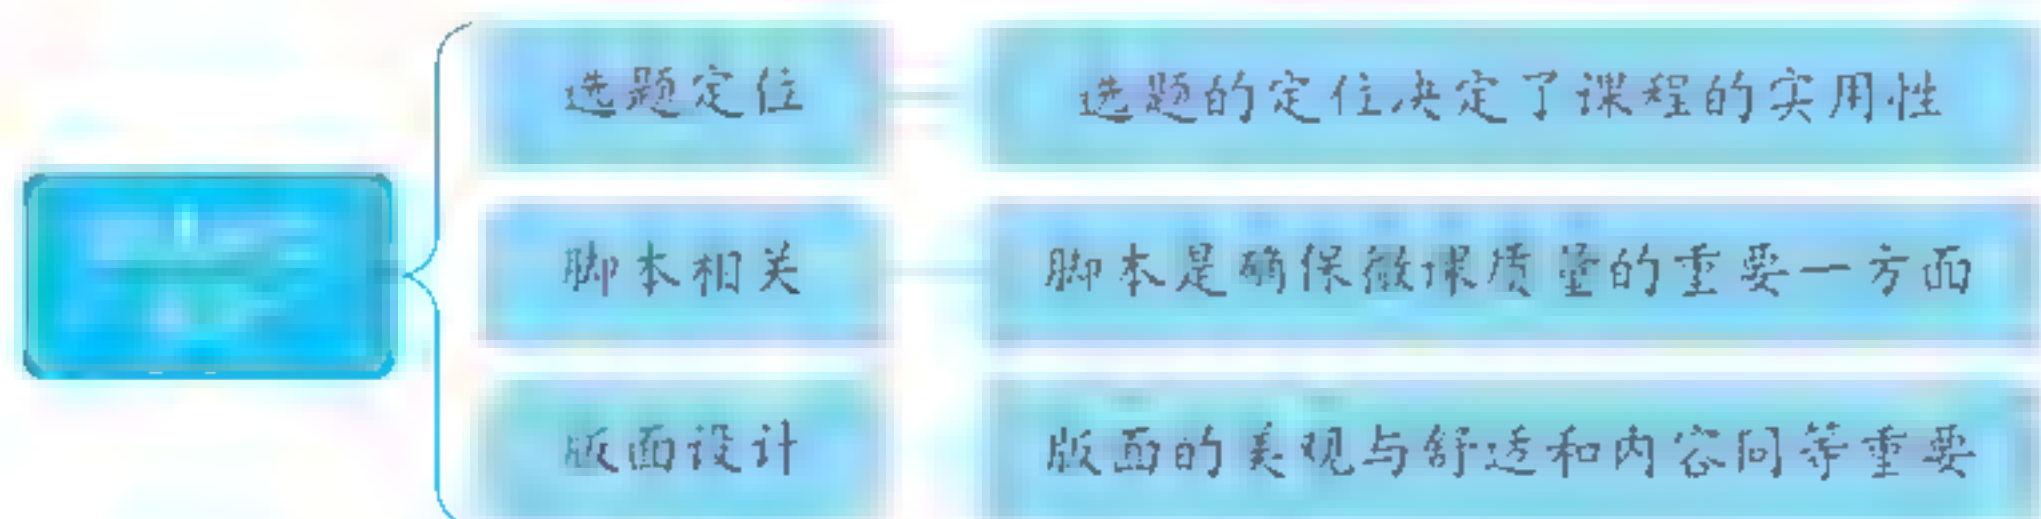 选题定位
选题的定位决定了课程的实用性
脚本相关
脚本是确保微课质量的重要一方面
版面设计
版面的美观与舒适和内容同等重要